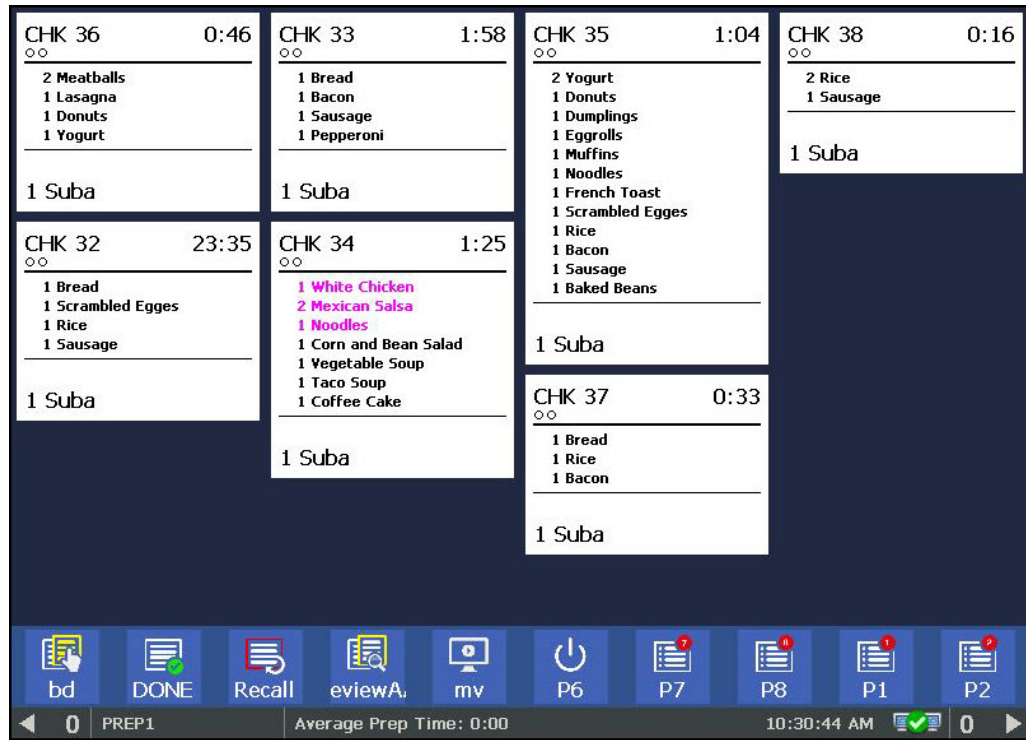 CHK 36 0:46
2 Meatballs
1 Lasagna
1 Donuts
1 Yogurt
1 Suba
CHK 32 23:35
1 Bread
1 Scrambled Egges
1 Rice
1 Sausage
1 Suba
CHK 33 1:58
1 Bread
1 Bacon
1 Sausage
1 Pepperoni
1 Suba
CHK 34 1:25
1 White Chicken
2 Mexican Salsa
1 Noodles
1 Corn and Bean Salad
1 Vegetable Soup
1 Taco Soup
1 Coffee Cake
1 Suba
CHK 35 1:04
2 Yogurt
1 Donuts
1 Dumplings
1 Eggrolls
1 Muffins
1 Noodles
1 French Toast
1 Scrambled Egges
1 Rice
1 Bacon
1 Sausage
1 Baked Beans
1 Suba
CHK 37 0:33
1 Bread
1 Rice
1 Bacon
1 Suba
CHK 38 0:16
2 Rice
1 Sausage
1 Suba
7 1 2
bd DONE Recall eviewA mv P6 P7 P8 P1 P2
0 PREP1 Average Prep Time: 0:00 10:30:44 AM 0